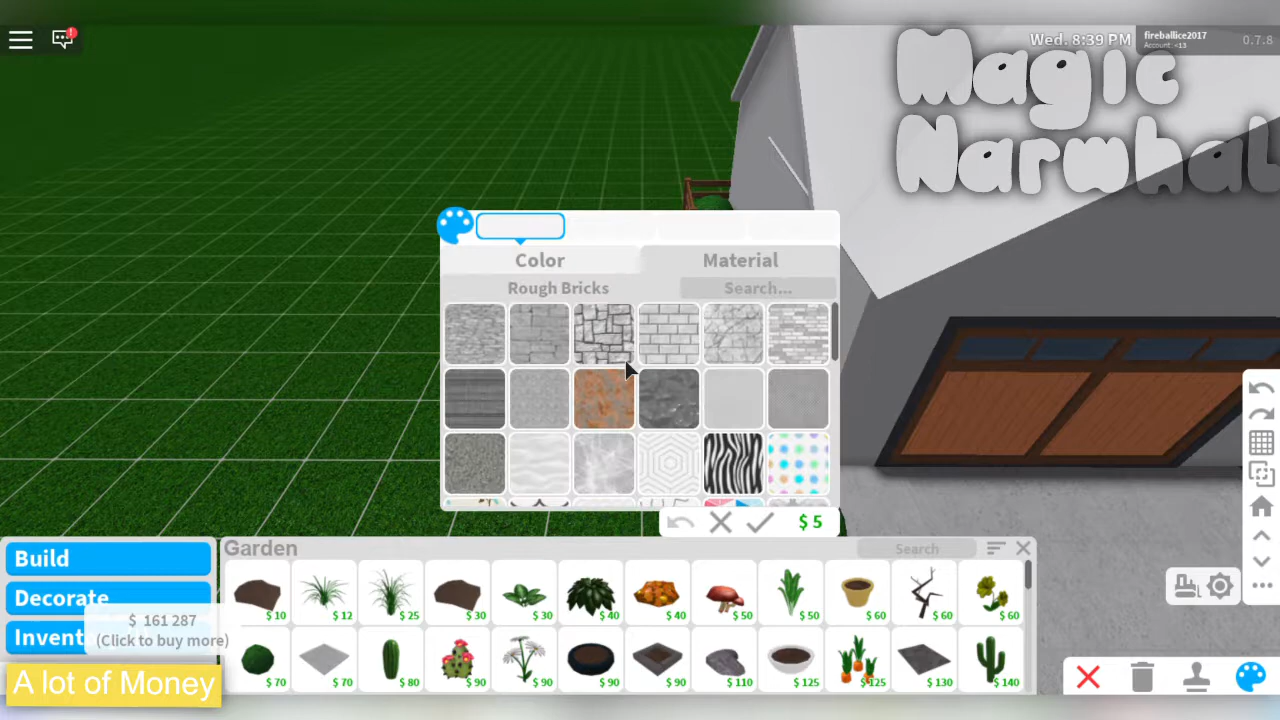 Wed. 8:39 PM
fireballice2017
Account: <13
0.7.8
Magic
Narwhal
Color
Material
Rough Bricks
Search...
$ 5
Build
Decorate
Invent
$ 161 287
(Click to buy more)
A lot of Money
Garden
Search
$ 10
$ 12
$ 25
$ 30
$ 30
$ 40
$ 40
$ 50
$ 50
$ 60
$ 60
$ 60
$ 70
$ 70
$ 80
$ 90
$ 90
$ 90
$ 90
$ 110
$ 125
$ 125
$ 130
$ 140